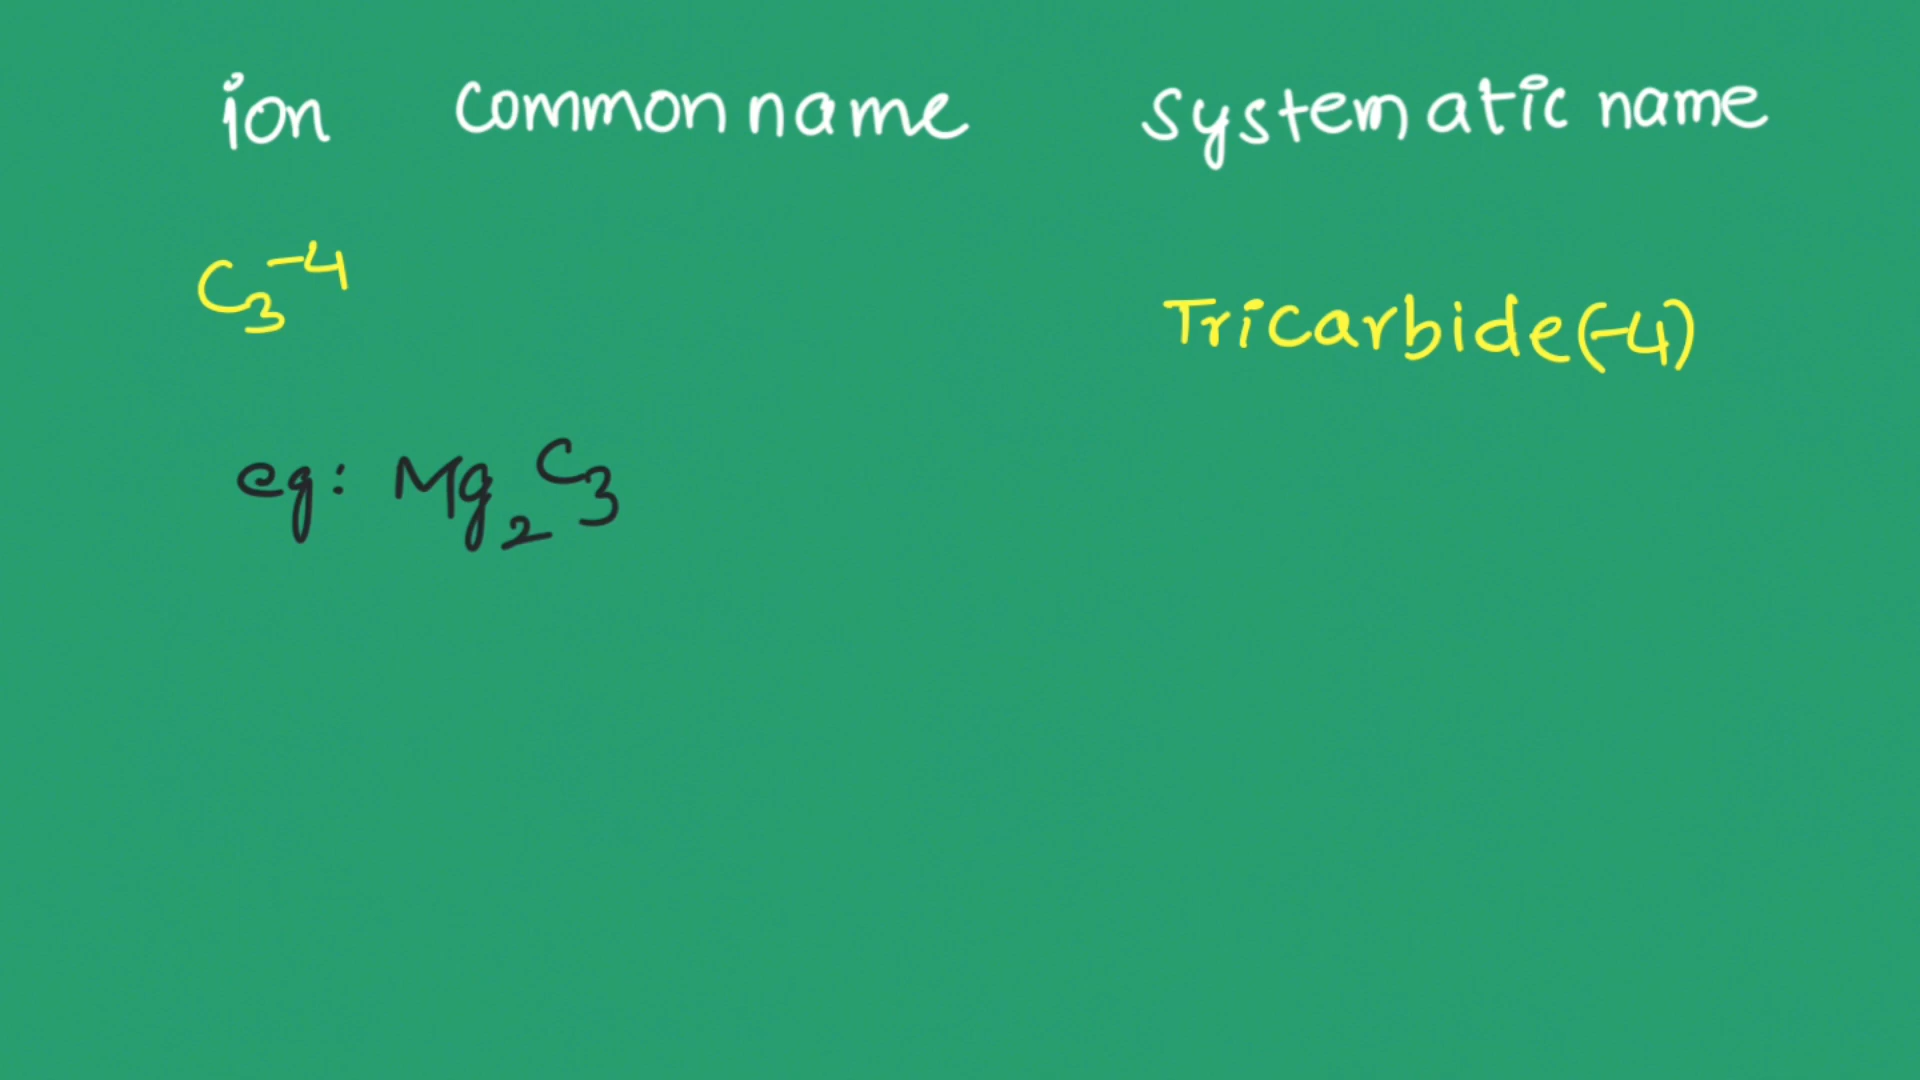 ion common name systematic name
C₃⁻⁴ Tricarbide(-4)
eg: Mg₂C₃